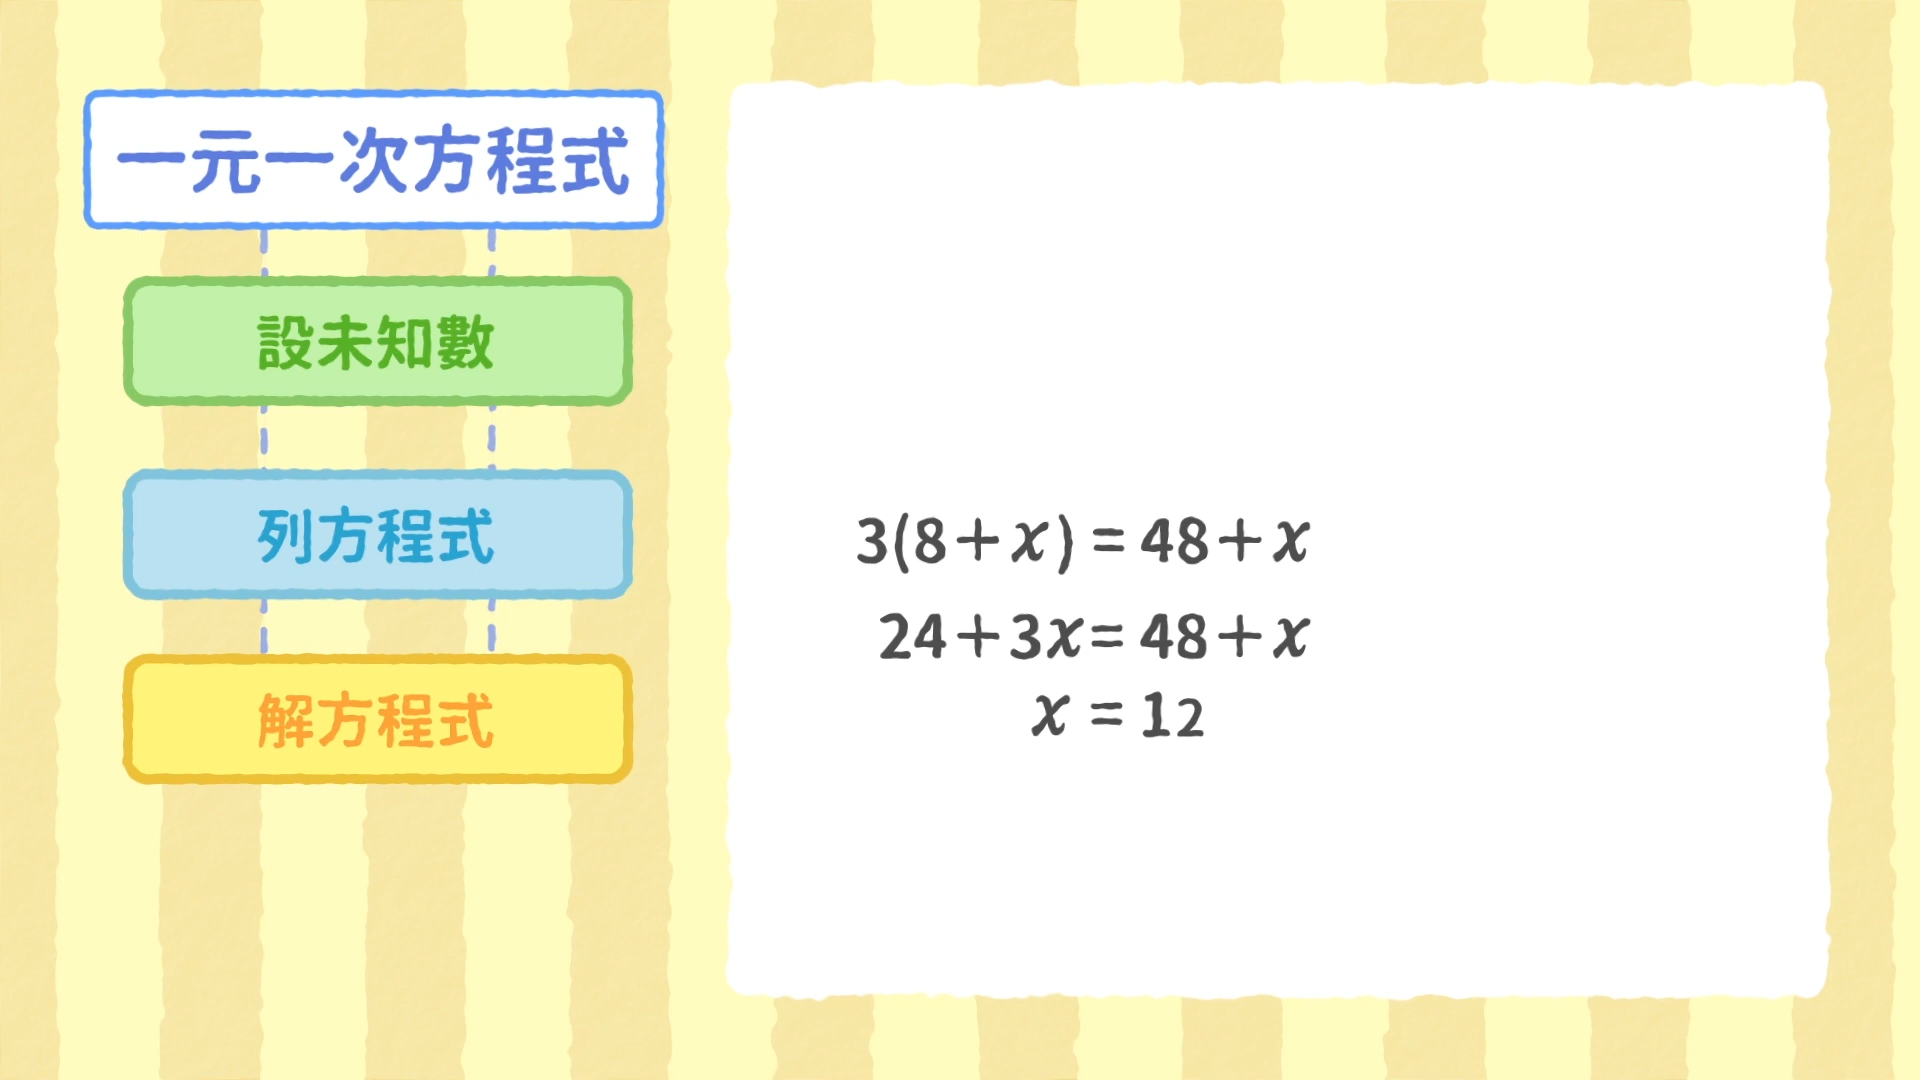 一元一次方程式
設未知數
列方程式
解方程式
3(8+x)=48+x
24+3x=48+x
x=12